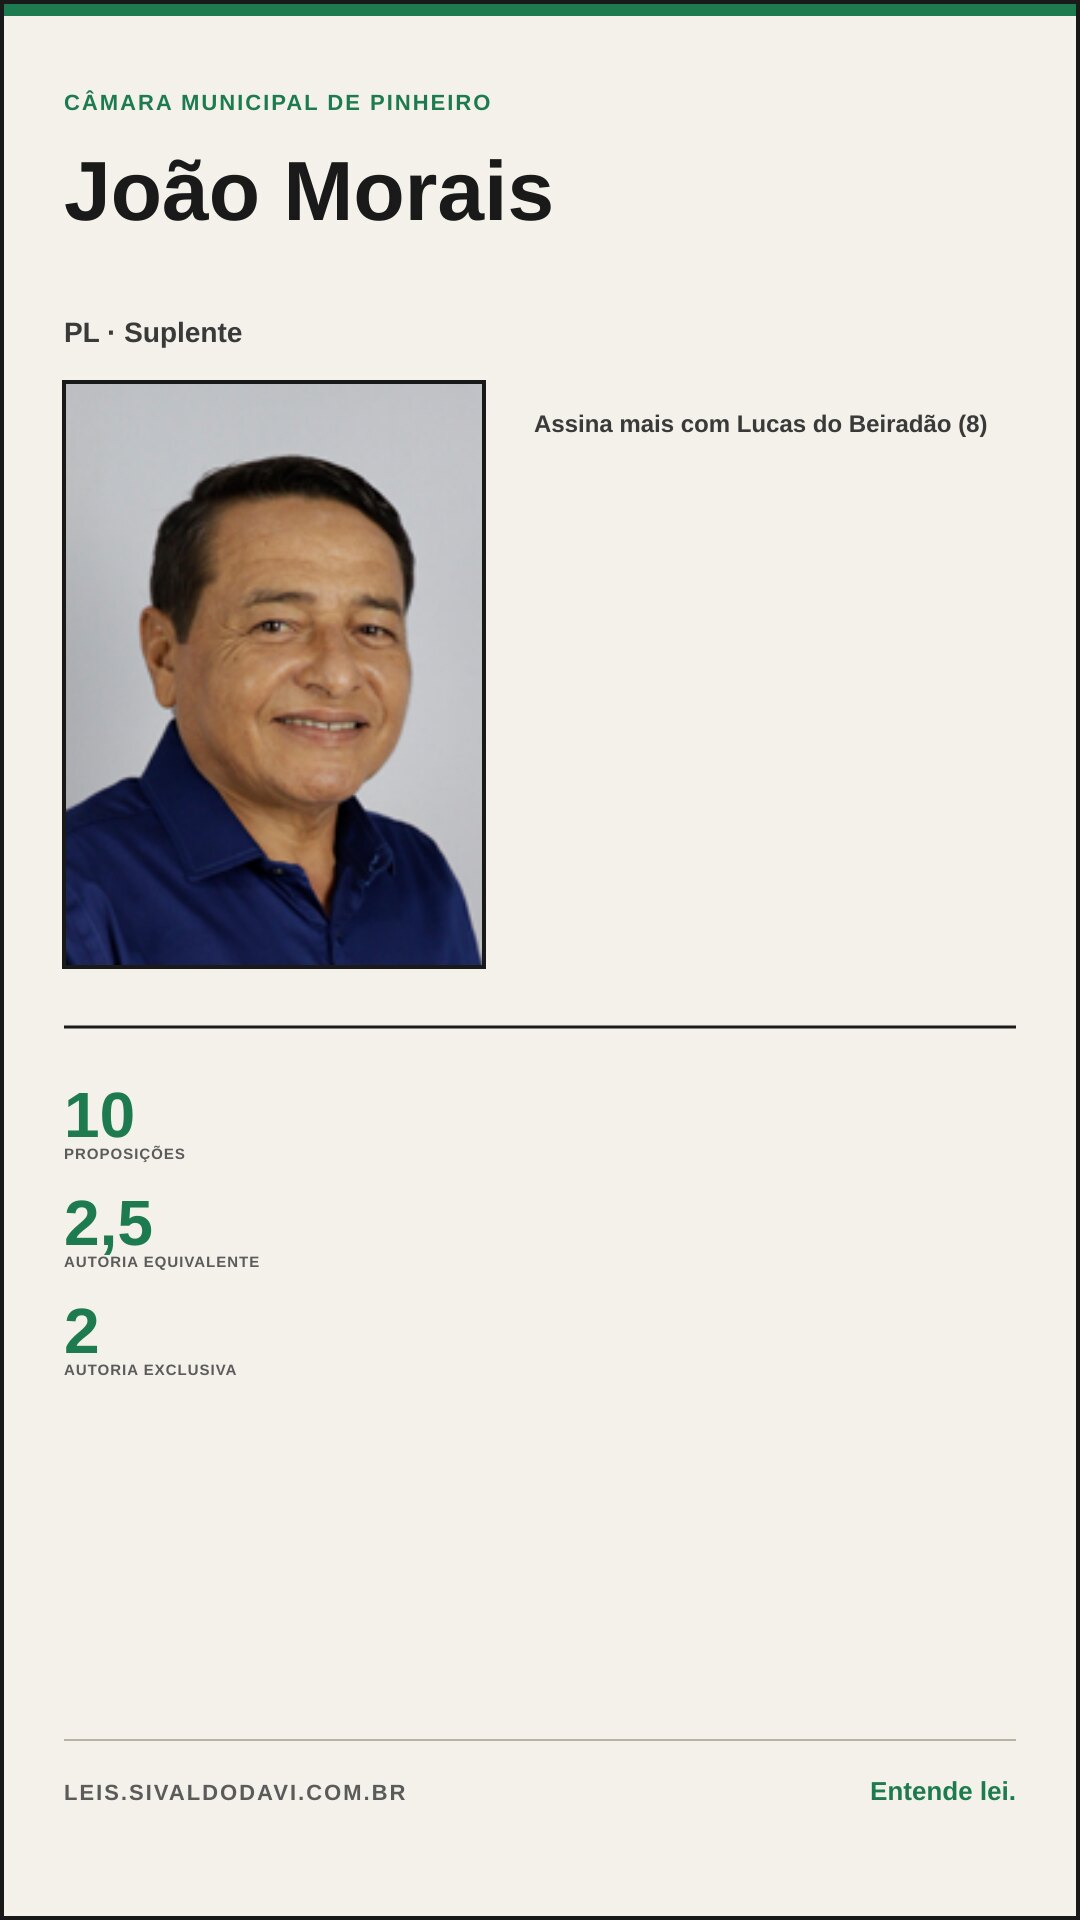 CÂMARA MUNICIPAL DE PINHEIRO
João Morais
PL · Suplente
Assina mais com Lucas do Beiradão (8)
10
PROPOSIÇÕES
2,5
AUTORIA EQUIVALENTE
2
AUTORIA EXCLUSIVA
LEIS.SIVALDODAVI.COM.BR
Entende lei.